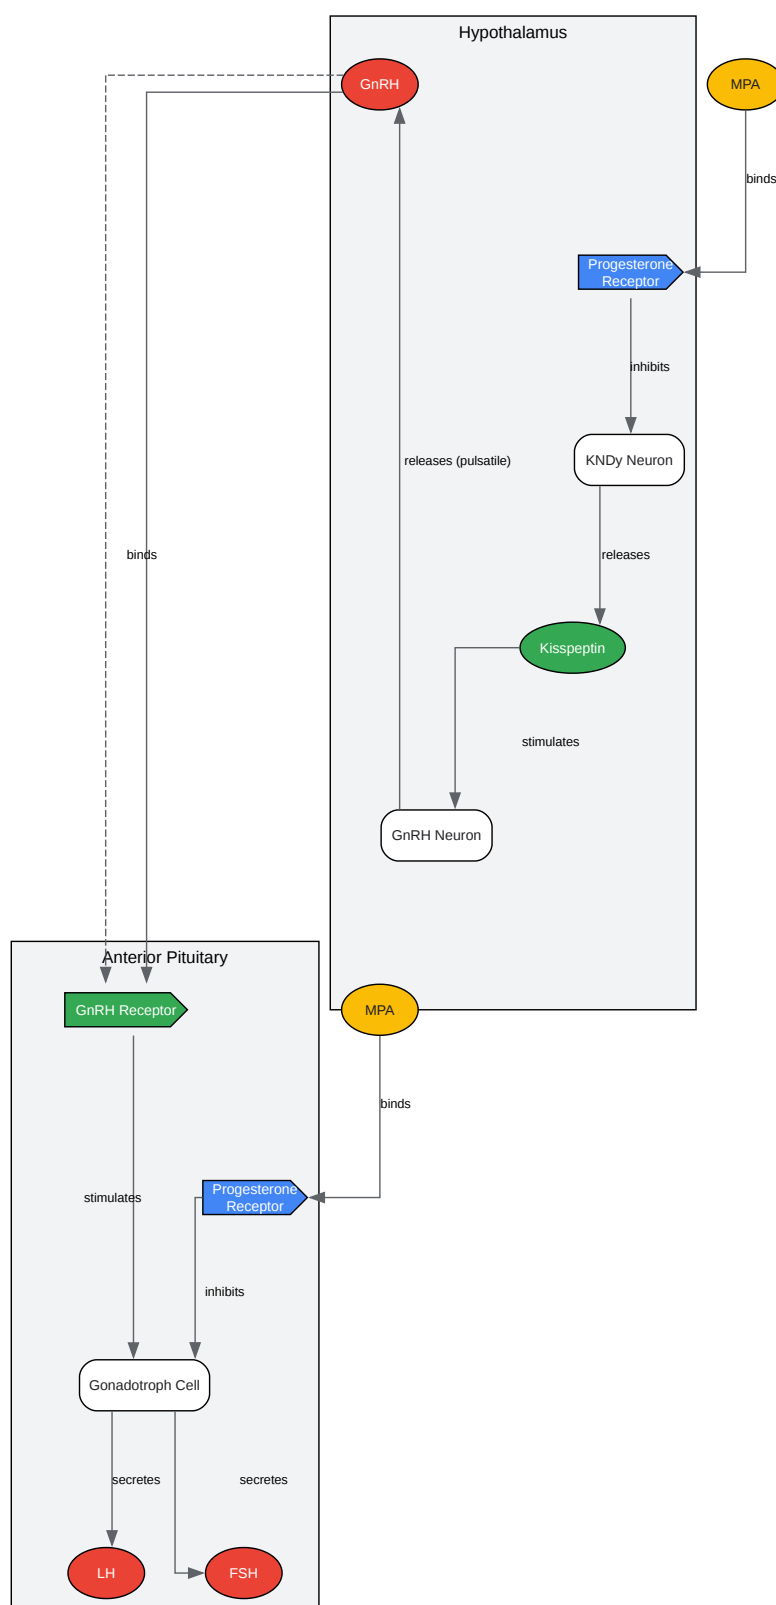 Hypothalamus
GnRH
MPA
binds
Progesterone
Receptor
inhibits
KNDy Neuron
releases (pulsatile)
releases
binds
Kisspeptin
stimulates
GnRH Neuron
Anterior Pituitary
GnRH Receptor
MPA
binds
Progesterone
Receptor
stimulates
inhibits
Gonadotroph Cell
secretes
secretes
LH
FSH